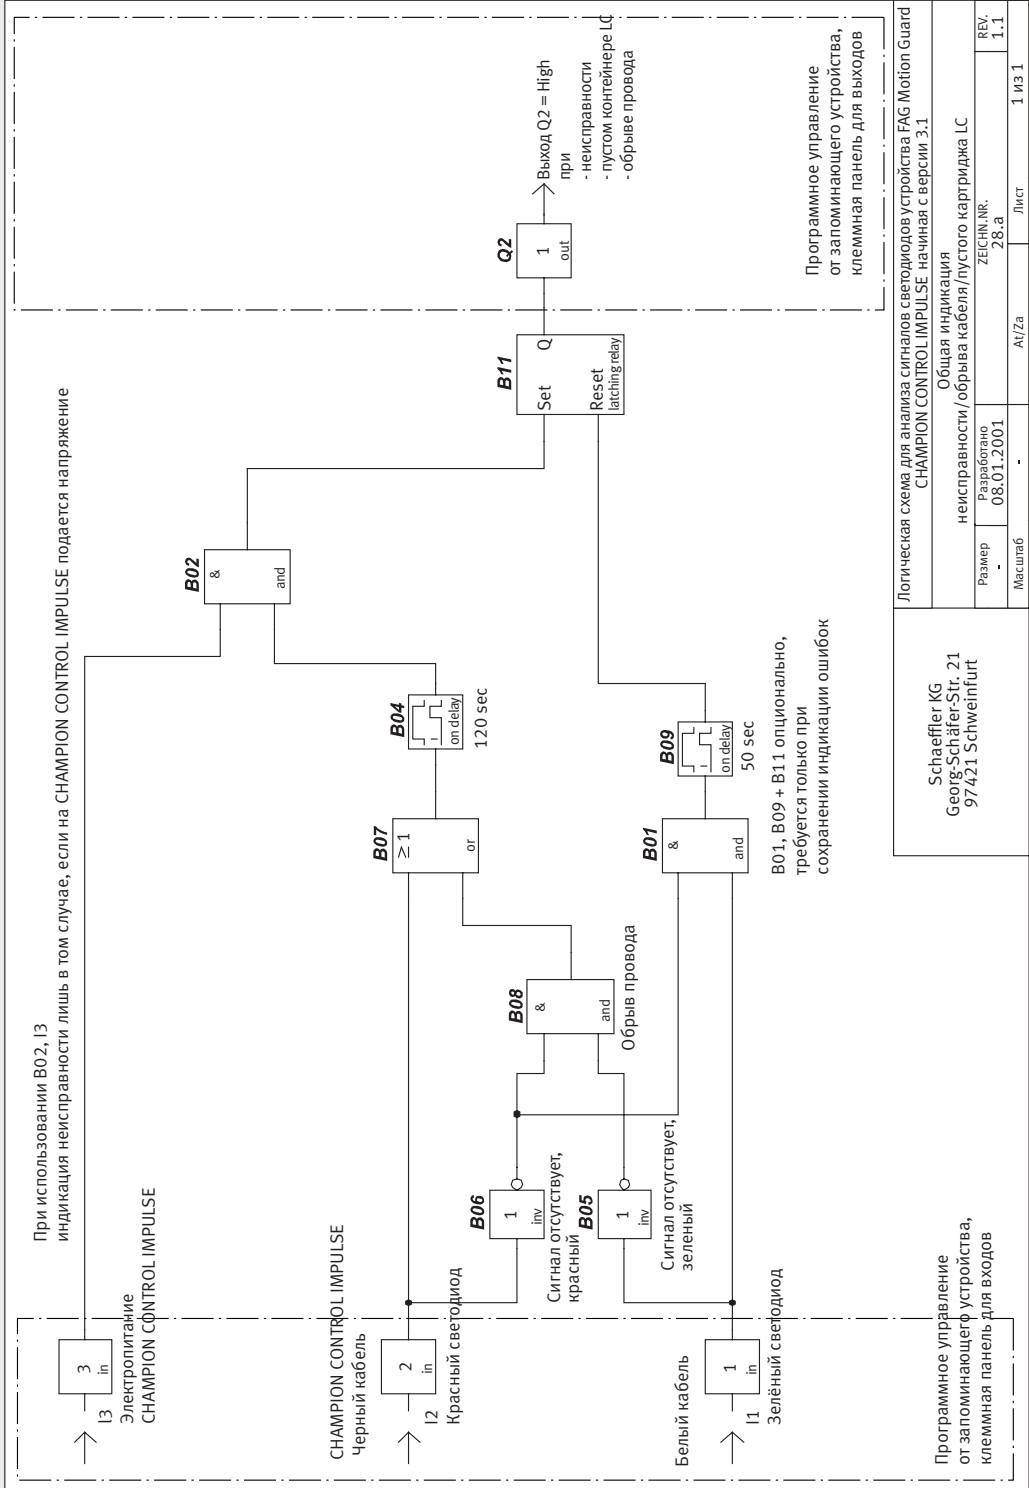 При использовании B02, I3
индикация неисправности лишь в том случае, если на CHAMPION CONTROL IMPULSE подается напряжение
3
in
I3
Электропитание
CHAMPION CONTROL IMPULSE
B02
&
and
CHAMPION CONTROL IMPULSE
Черный кабель
2
in
I2
Красный светодиод
B07
≥ 1
or
B04
on delay
120 sec
B06
1
inv
Сигнал отсутствует,
красный
B05
1
inv
Сигнал отсутствует,
зеленый
B08
&
and
Обрыв провода
B11
Set
Q
Reset
latching relay
Q2
1
out
Выход Q2 = High
при
- неисправности
- пустом контейнере LC
- обрыве провода
Белый кабель
1
in
I1
Зелёный светодиод
B01
&
and
B09
on delay
50 sec
B01, B09 + B11 опционально,
требуется только при
сохранении индикации ошибок
Программное управление
от запоминающего устройства,
клеммная панель для входов
Программное управление
от запоминающего устройства,
клеммная панель для выходов
Schaeffler KG
Georg-Schäfer-Str. 21
97421 Schweinfurt
Логическая схема для анализа сигналов светодиодов устройства FAG Motion Guard
CHAMPION CONTROL IMPULSE начиная с версии 3.1
Общая индикация
неисправности/обрыва кабеля/пустого картриджа LC
Размер
-
Разработано
08.01.2001
ZEICHN.NR.
28.a
REV.
1.1
Масштаб
-
At/Za
Лист
1 из 1